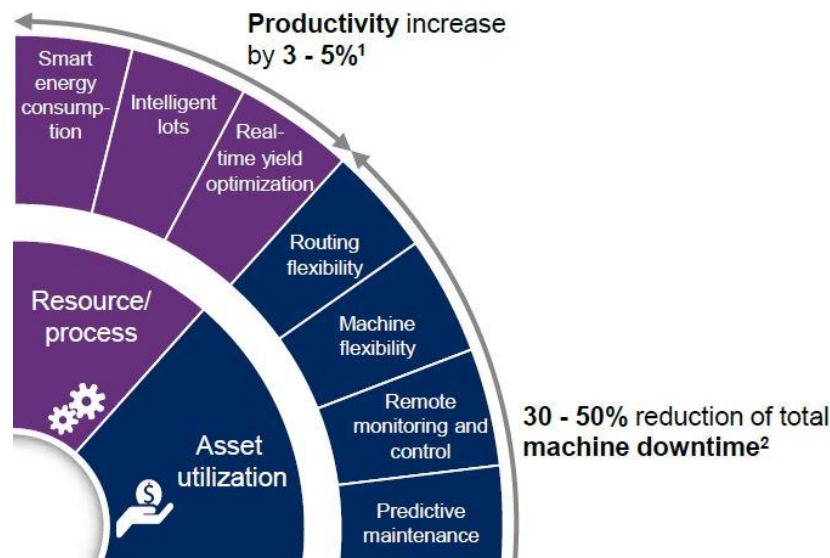 Productivity increase
by 3 - 5%¹
Smart
energy
consump-
tion
Intelligent
lots
Real-
time yield
optimization
Routing
flexibility
Machine
flexibility
Remote
monitoring and
control
Predictive
maintenance
Resource/
process
Asset
utilization
$
30 - 50% reduction of total
machine downtime²